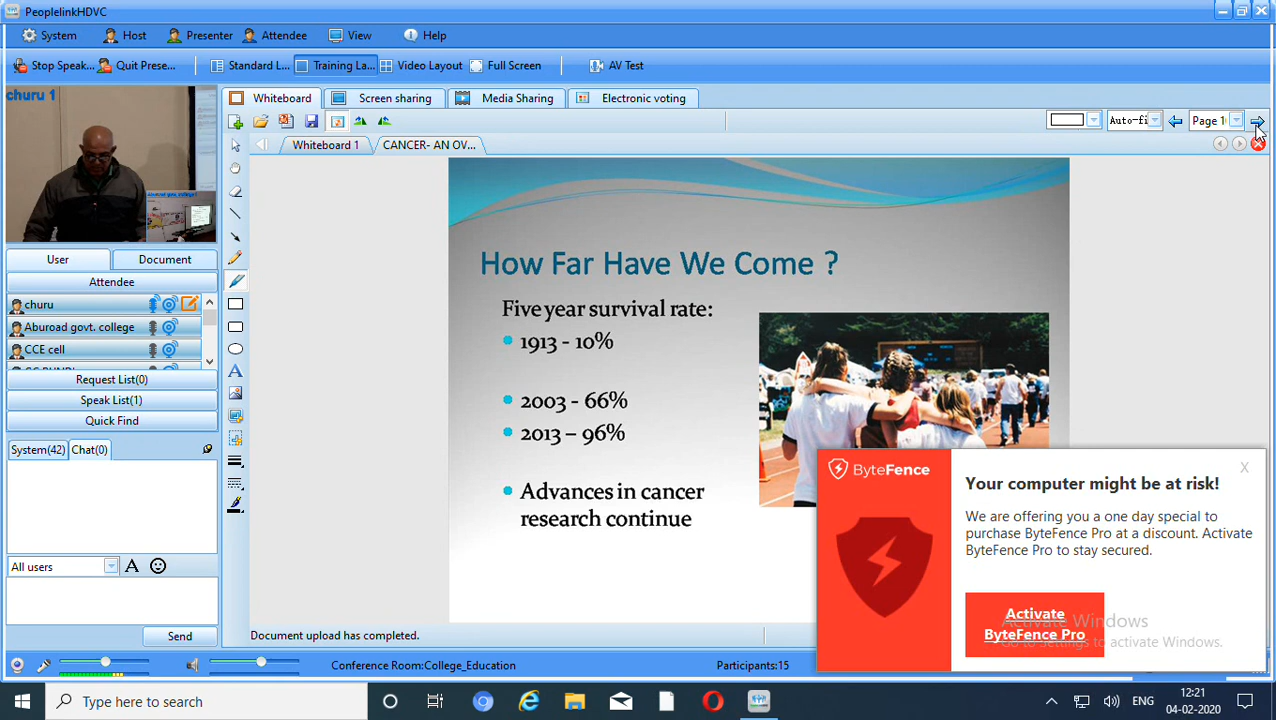 PeoplelinkHDVC
System
Host
Presenter
Attendee
View
Help
Stop Speak...
Quit Prese...
Standard L...
Training La...
Video Layout
Full Screen
AV Test
churu 1
Whiteboard
Screen sharing
Media Sharing
Electronic voting
Auto-fi
Page 1
Whiteboard 1
CANCER- AN OV...
How Far Have We Come ?
Five year survival rate:
1913 - 10%
2003 - 66%
2013 – 96%
Advances in cancer
research continue
User
Document
Attendee
churu
Aburoad govt. college
CCE cell
Request List(0)
Speak List(1)
Quick Find
System(42)
Chat(0)
All users
A
Send
Document upload has completed.
Conference Room:College_Education
Participants:15
ByteFence
Your computer might be at risk!
We are offering you a one day special to
purchase ByteFence Pro at a discount. Activate
ByteFence Pro to stay secured.
Activate
ByteFence Pro
Activate Windows
Go to Settings to activate Windows.
Type here to search
ENG
12:21
04-02-2020